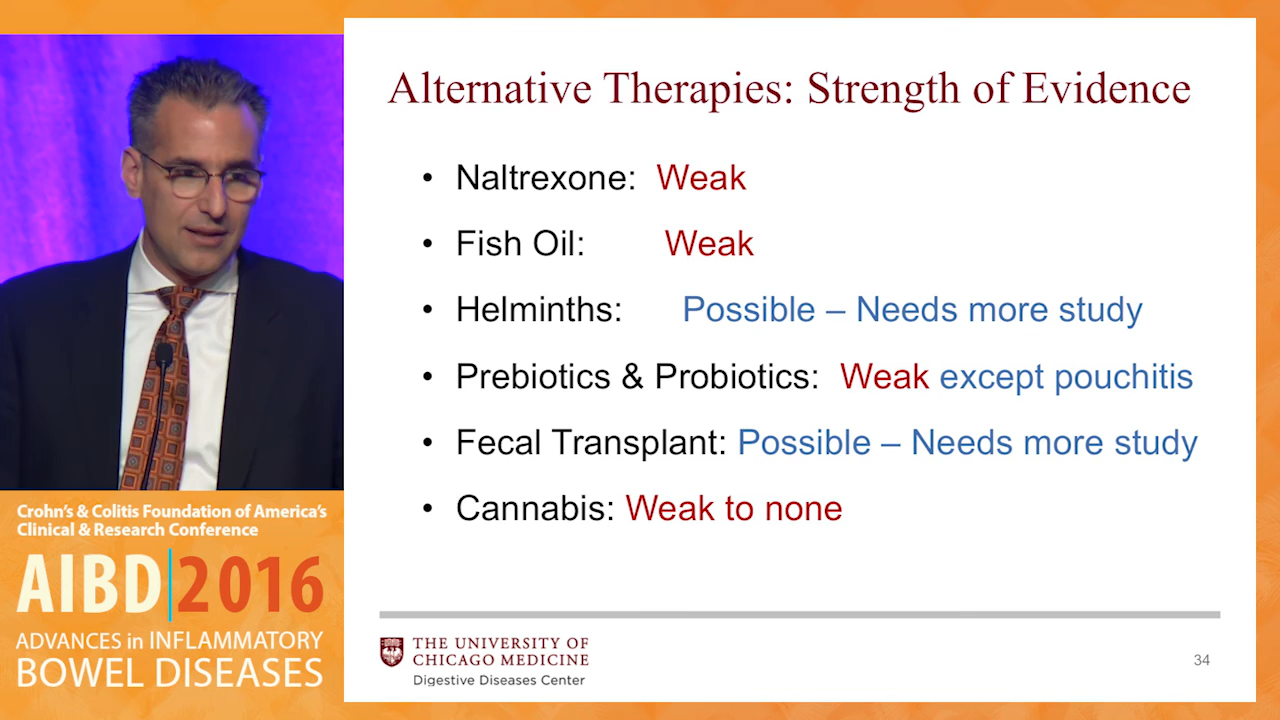 Alternative Therapies: Strength of Evidence
• Naltrexone: Weak
• Fish Oil: Weak
• Helminths: Possible – Needs more study
• Prebiotics & Probiotics: Weak except pouchitis
• Fecal Transplant: Possible – Needs more study
• Cannabis: Weak to none
THE UNIVERSITY OF
CHICAGO MEDICINE
Digestive Diseases Center
34
Crohn's & Colitis Foundation of America's
Clinical & Research Conference
AIBD|2016
ADVANCES in INFLAMMATORY
BOWEL DISEASES